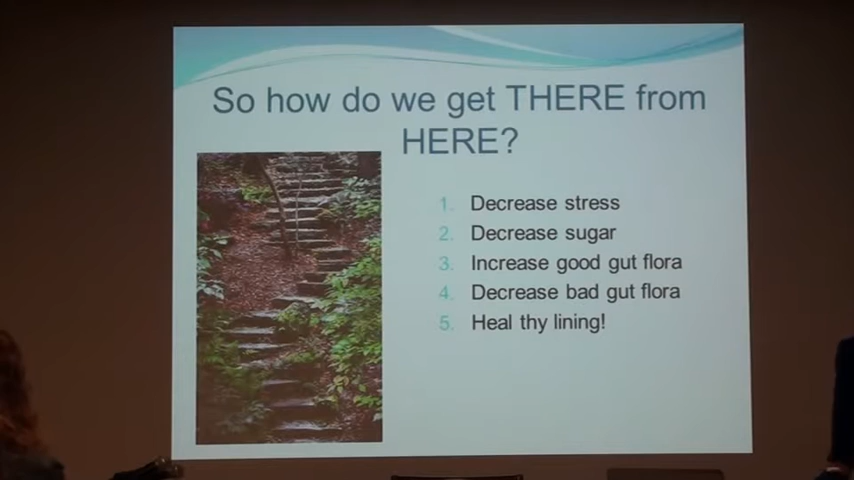 So how do we get THERE from
HERE?
1. Decrease stress
2. Decrease sugar
3. Increase good gut flora
4. Decrease bad gut flora
5. Heal thy lining!